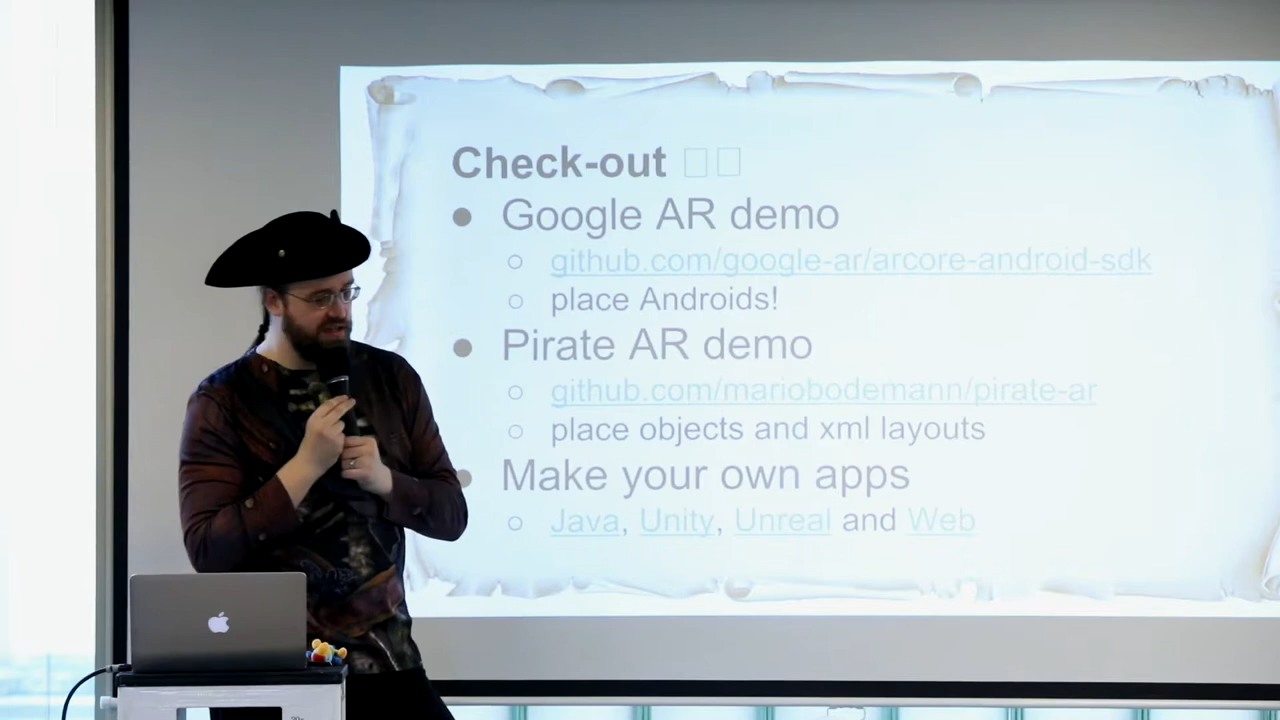 Check-out
Google AR demo
github.com/google-ar/arcore-android-sdk
place Androids!
Pirate AR demo
github.com/mariobodemann/pirate-ar
place objects and xml layouts
Make your own apps
Java, Unity, Unreal and Web